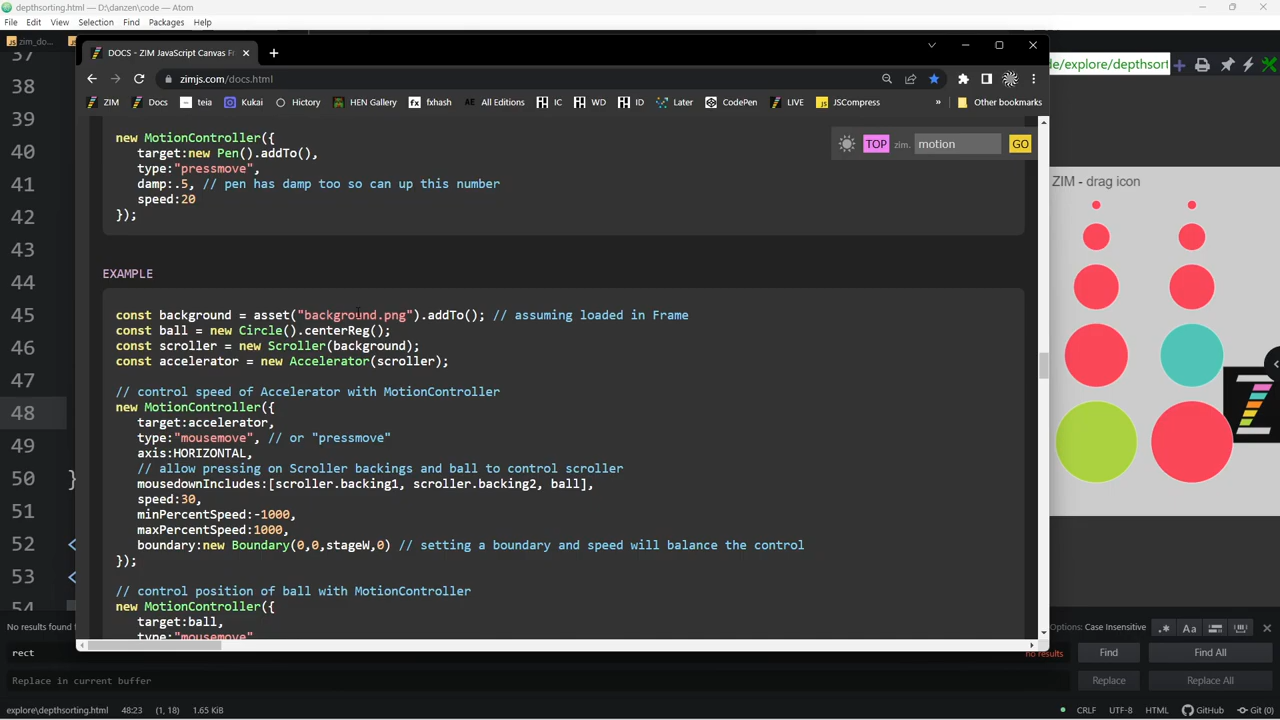 depthsorting.html — D:\danzen\code — Atom
File Edit View Selection Find Packages Help
zim_do...
DOCS - ZIM JavaScript Canvas F
zimjs.com/docs.html
de/explore/depthsort
ZIM Docs teia Kukai Hictory HEN Gallery fxhash AE All Editions IC WD ID Later CodePen LIVE JSCompress » Other bookmarks
TOP zim. motion GO
37
38
39
40
41
42
43
44
45
46
47
48
49
50 }
51
52 <
53 <
54
new MotionController({
target:new Pen().addTo(),
type:"pressmove",
damp:.5, // pen has damp too so can up this number
speed:20
});
EXAMPLE
const background = asset("background.png").addTo(); // assuming loaded in Frame
const ball = new Circle().centerReg();
const scroller = new Scroller(background);
const accelerator = new Accelerator(scroller);
// control speed of Accelerator with MotionController
new MotionController({
target:accelerator,
type:"mousemove", // or "pressmove"
axis:HORIZONTAL,
// allow pressing on Scroller backings and ball to control scroller
mousedownIncludes:[scroller.backing1, scroller.backing2, ball],
speed:30,
minPercentSpeed:-1000,
maxPercentSpeed:1000,
boundary:new Boundary(0,0,stageW,0) // setting a boundary and speed will balance the control
});
// control position of ball with MotionController
new MotionController({
target:ball,
type:"mousemove"
ZIM - drag icon
No results found f
Options: Case Insensitive
.* Aa
rect
no results
Find
Find All
Replace in current buffer
Replace
Replace All
explore\depthsorting.html 48:23 (1, 18) 1.65 KiB
CRLF UTF-8 HTML GitHub Git (0)